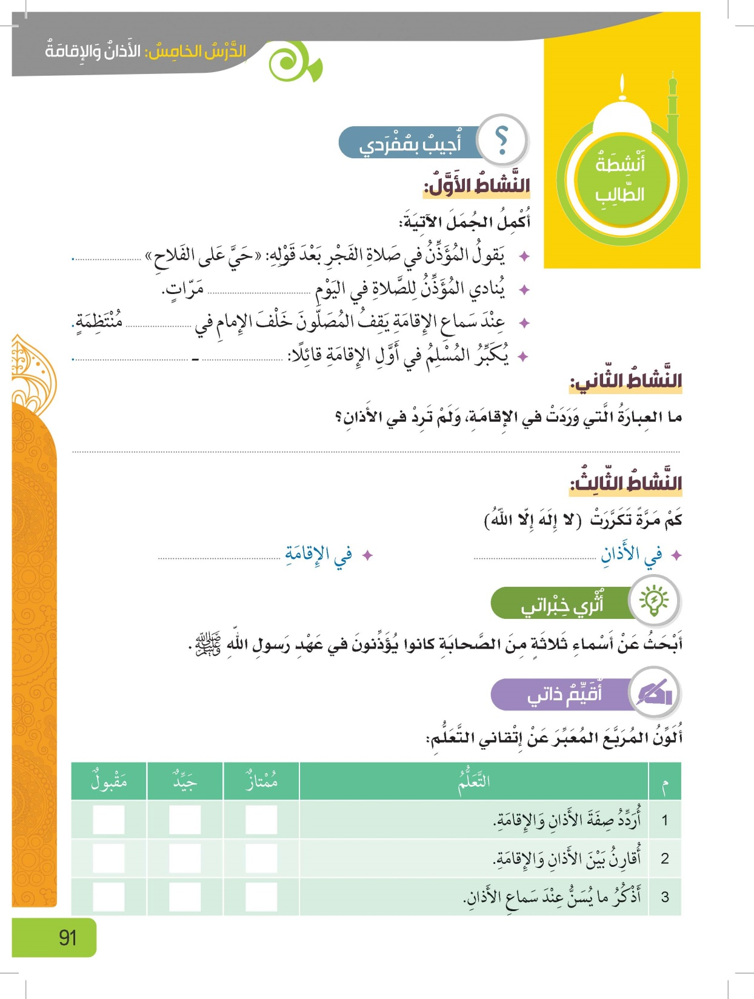 الدَّرْسُ الخامِسُ: الأَذانُ وَالإِقامَةُ
أَنْشِطَةُ
الطّالِبِ
؟
أُجيبُ بمُفْرَدي
النَّشاطُ الأَوَّلُ:
أُكْمِلُ الجُمَلَ الآتِيَةَ:
يَقولُ المُؤَذِّنُ في صَلاةِ الفَجْرِ بَعْدَ قَوْلِهِ: «حَيَّ عَلى الفَلاحِ» ............
يُنادي المُؤَذِّنُ لِلصَّلاةِ في اليَوْمِ ............ مَرّاتٍ.
عِنْدَ سَماعِ الإِقامَةِ يَقِفُ المُصَلّونَ خَلْفَ الإِمامِ في ............ مُنْتَظِمَةٍ.
يُكَبِّرُ المُسْلِمُ في أَوَّلِ الإِقامَةِ قائِلًا: ............ - ............
النَّشاطُ الثّاني:
ما العِبارَةُ الَّتي وَرَدَتْ في الإِقامَةِ، وَلَمْ تَرِدْ في الأَذانِ؟
النَّشاطُ الثّالِثُ:
كَمْ مَرَّةً تَكَرَّرَتْ (لا إِلَهَ إِلّا اللّهُ)
في الأَذانِ ............ في الإِقامَةِ ............
أُثْري خِبْراتي
أَبْحَثُ عَنْ أَسْماءِ ثَلاثَةٍ مِنَ الصَّحابَةِ كانوا يُؤَذِّنونَ في عَهْدِ رَسولِ اللّهِ ﷺ.
أُقَيِّمُ ذاتي
أُلَوِّنُ المُرَبَّعَ المُعَبِّرَ عَنْ إِتْقاني التَّعَلُّمِ:
م التَّعَلُّمُ مُمْتازٌ جَيِّدٌ مَقْبولٌ
1 أُرَدِّدُ صِفَةَ الأَذانِ وَالإِقامَةِ.
2 أُقارِنُ بَيْنَ الأَذانِ وَالإِقامَةِ.
3 أَذْكُرُ ما يُسَنُّ عِنْدَ سَماعِ الأَذانِ.
91